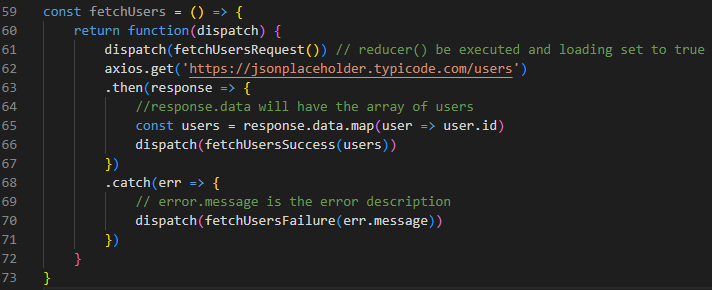 59 const fetchUsers = () => {
60 return function(dispatch) {
61 dispatch(fetchUsersRequest()) // reducer() be executed and loading set to true
62 axios.get('https://jsonplaceholder.typicode.com/users')
63 .then(response => {
64 //response.data will have the array of users
65 const users = response.data.map(user => user.id)
66 dispatch(fetchUsersSuccess(users))
67 })
68 .catch(err => {
69 // error.message is the error description
70 dispatch(fetchUsersFailure(err.message))
71 })
72 }
73 }